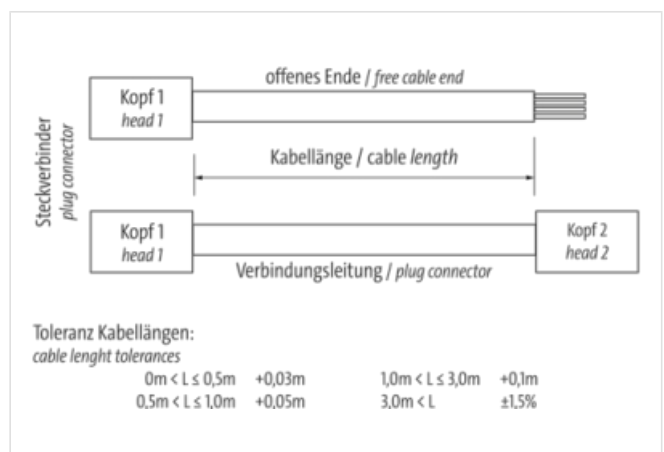 offenes Ende / free cable end
Kopf 1
head 1
Kabellänge / cable length
Steckverbinder
plug connector
Kopf 1
head 1
Kopf 2
head 2
Verbindungsleitung / plug connector
Toleranz Kabellängen:
cable lenght tolerances
0m < L ≤ 0,5m +0,03m 1,0m < L ≤ 3,0m +0,1m
0,5m < L ≤ 1,0m +0,05m 3,0m < L ±1,5%